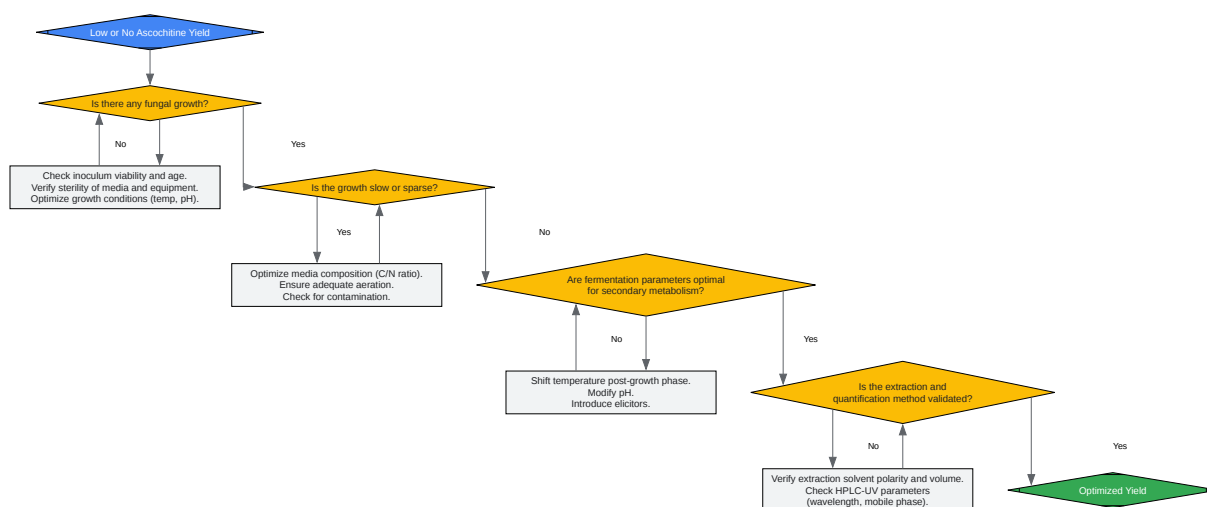 Low or No Ascochitine Yield
Is there any fungal growth?
No
Yes
Check inoculum viability and age.
Verify sterility of media and equipment.
Optimize growth conditions (temp, pH).
Is the growth slow or sparse?
Yes
No
Optimize media composition (C/N ratio).
Ensure adequate aeration.
Check for contamination.
Are fermentation parameters optimal
for secondary metabolism?
No
Yes
Shift temperature post-growth phase.
Modify pH.
Introduce elicitors.
Is the extraction and
quantification method validated?
No
Yes
Verify extraction solvent polarity and volume.
Check HPLC-UV parameters
(wavelength, mobile phase).
Optimized Yield